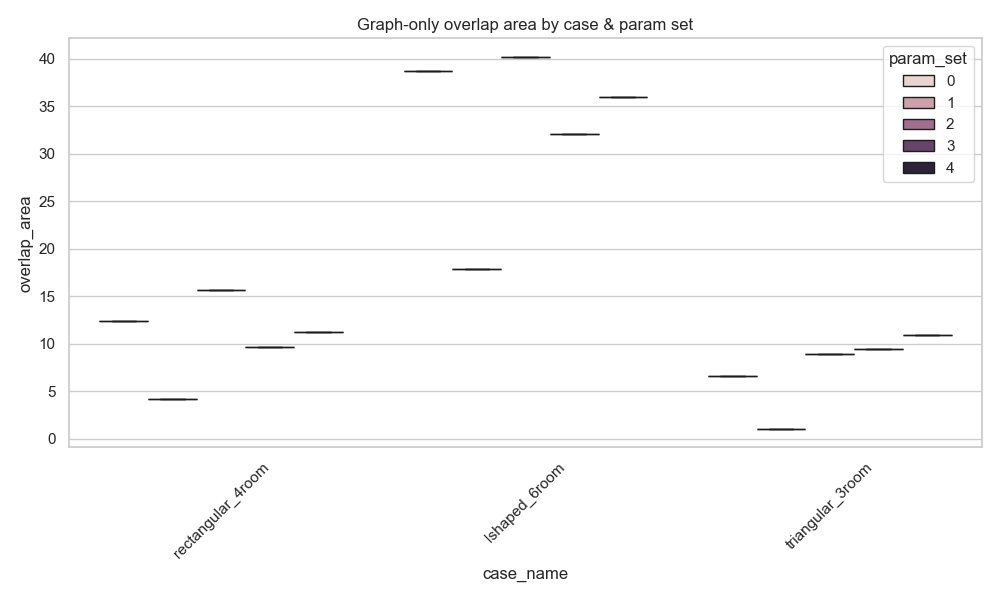 Graph-only overlap area by case & param set
overlap_area
40
35
30
25
20
15
10
5
0
param_set
0
1
2
3
4
rectangular_4room
lshaped_6room
triangular_3room
case_name